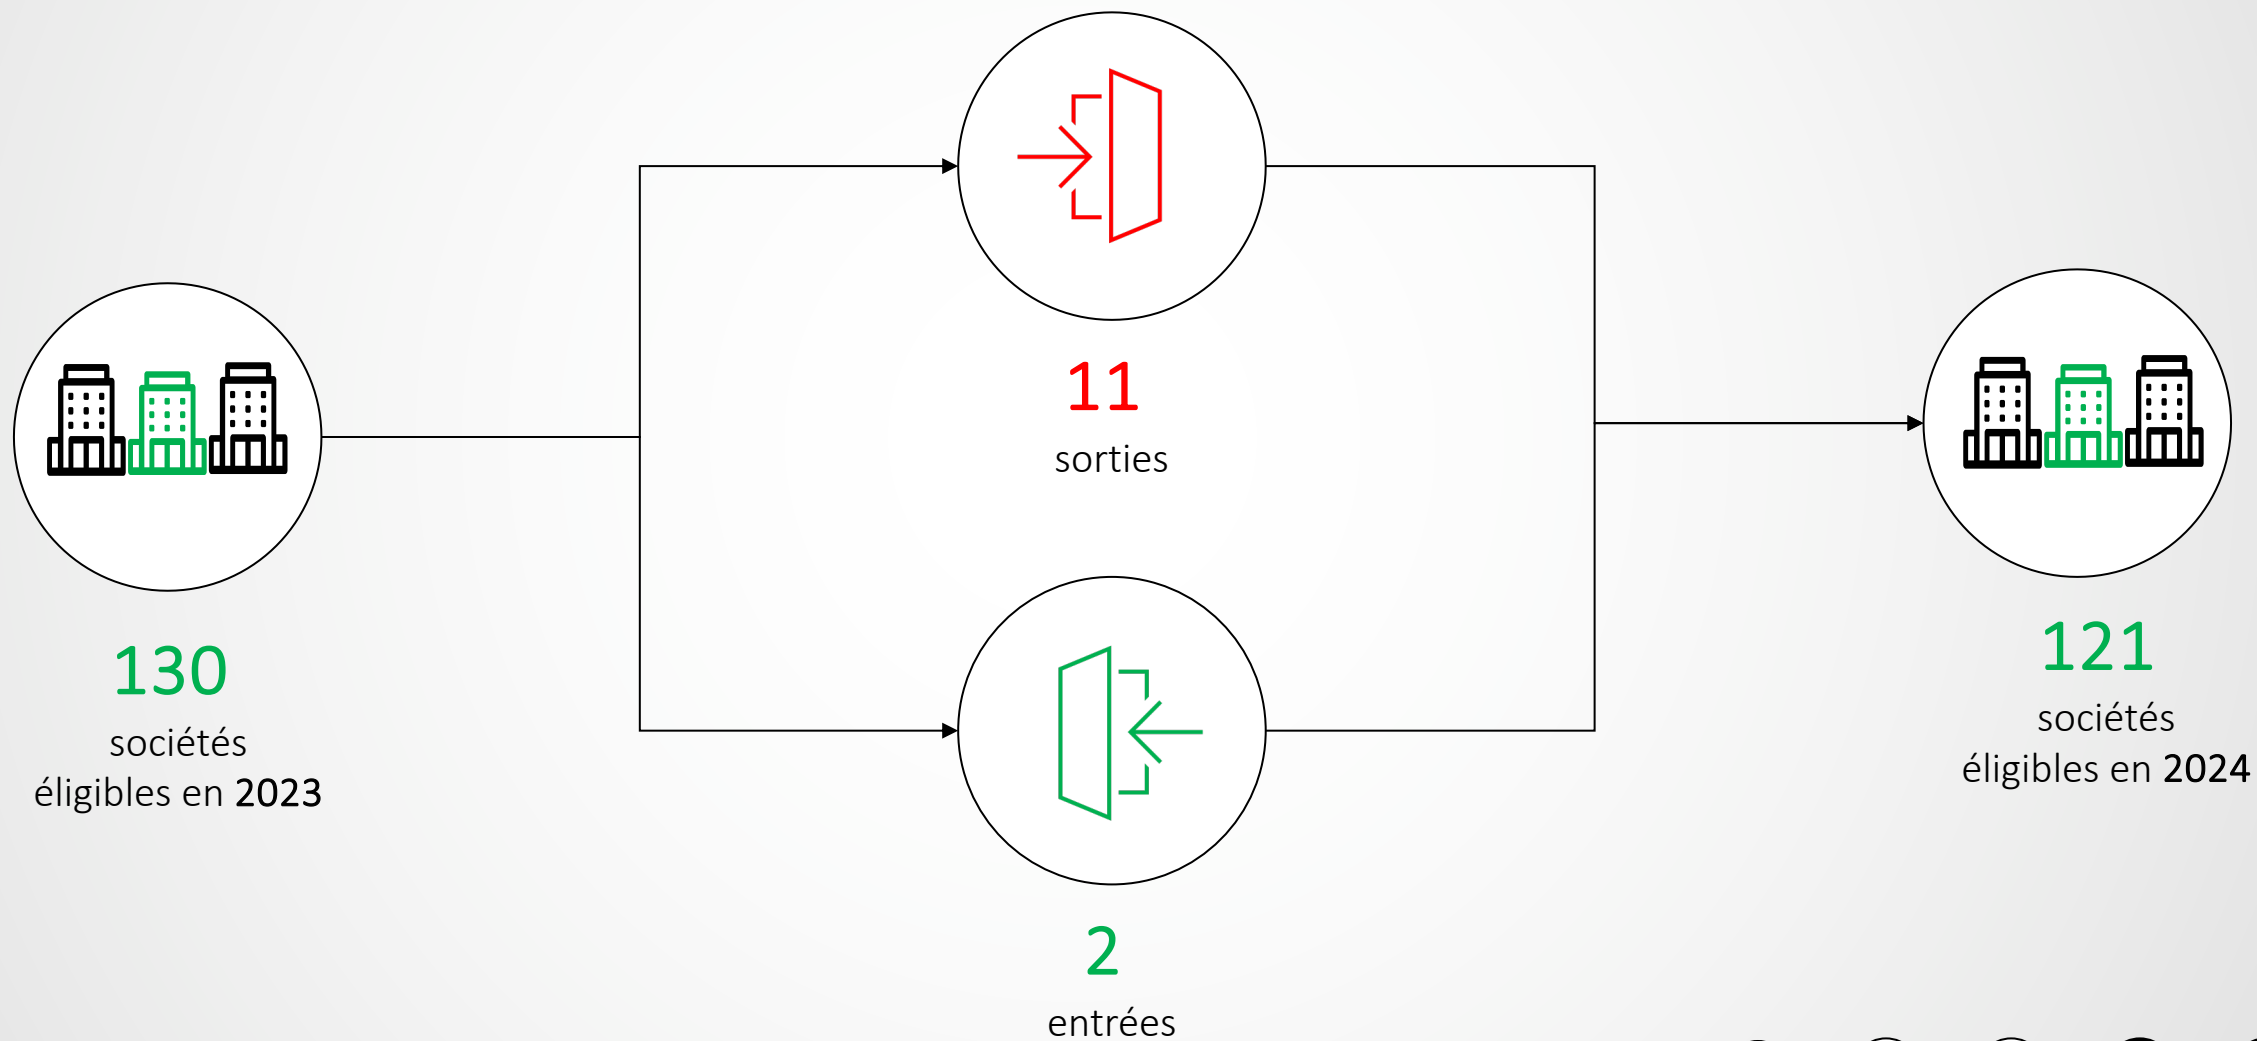 130
sociétés
éligibles en 2023
11
sorties
2
entrées
121
sociétés
éligibles en 2024